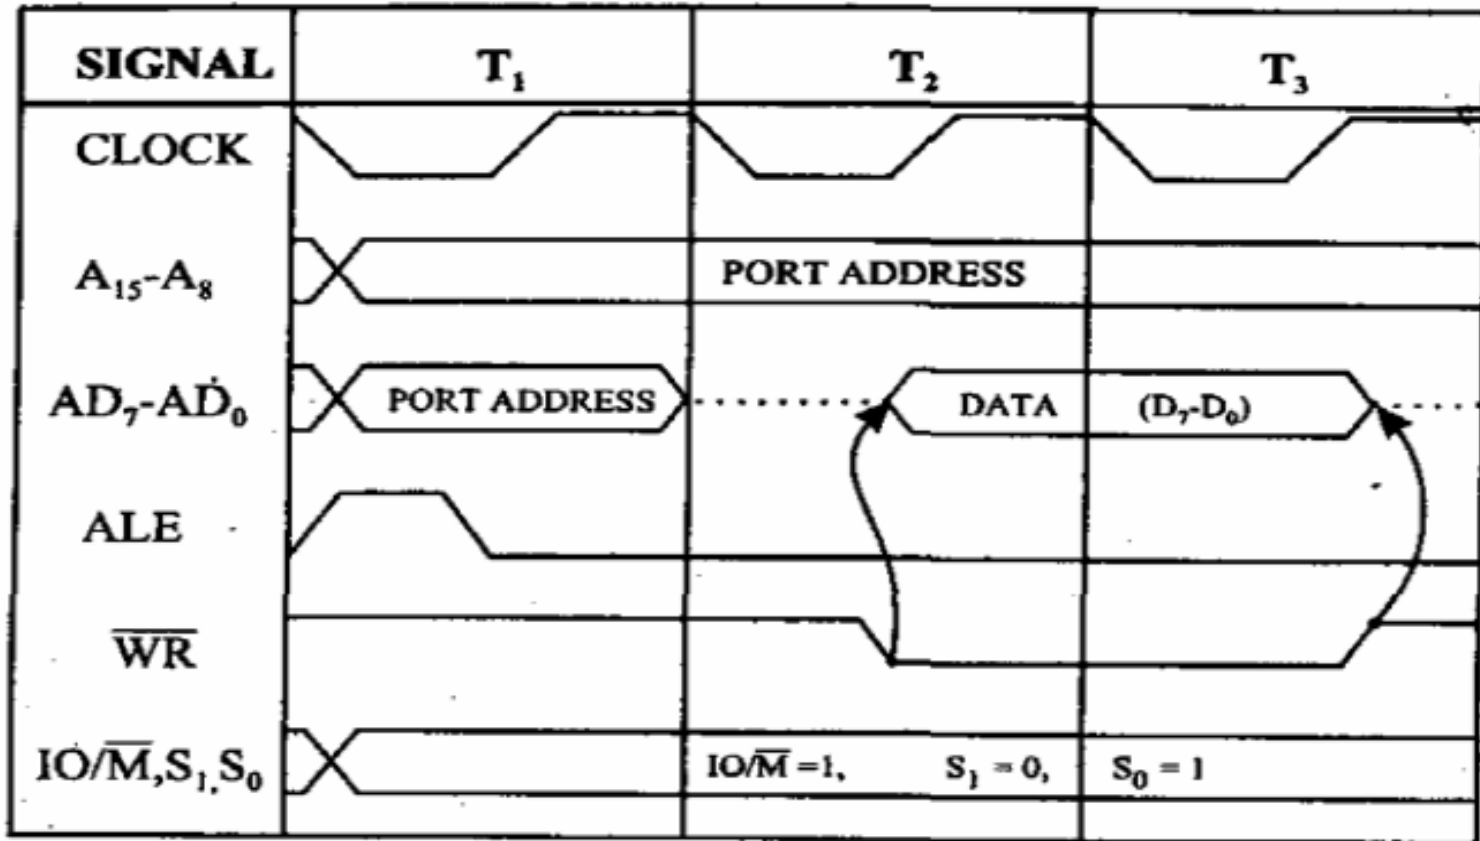 SIGNAL T₁ T₂ T₃
CLOCK
A₁₅-A₈ PORT ADDRESS
AD₇-AD₀ PORT ADDRESS DATA (D₇-D₀)
ALE
W̅R̅
IO/M̅,S₁,S₀ IO/M̅ =1, S₁ = 0, S₀ = 1